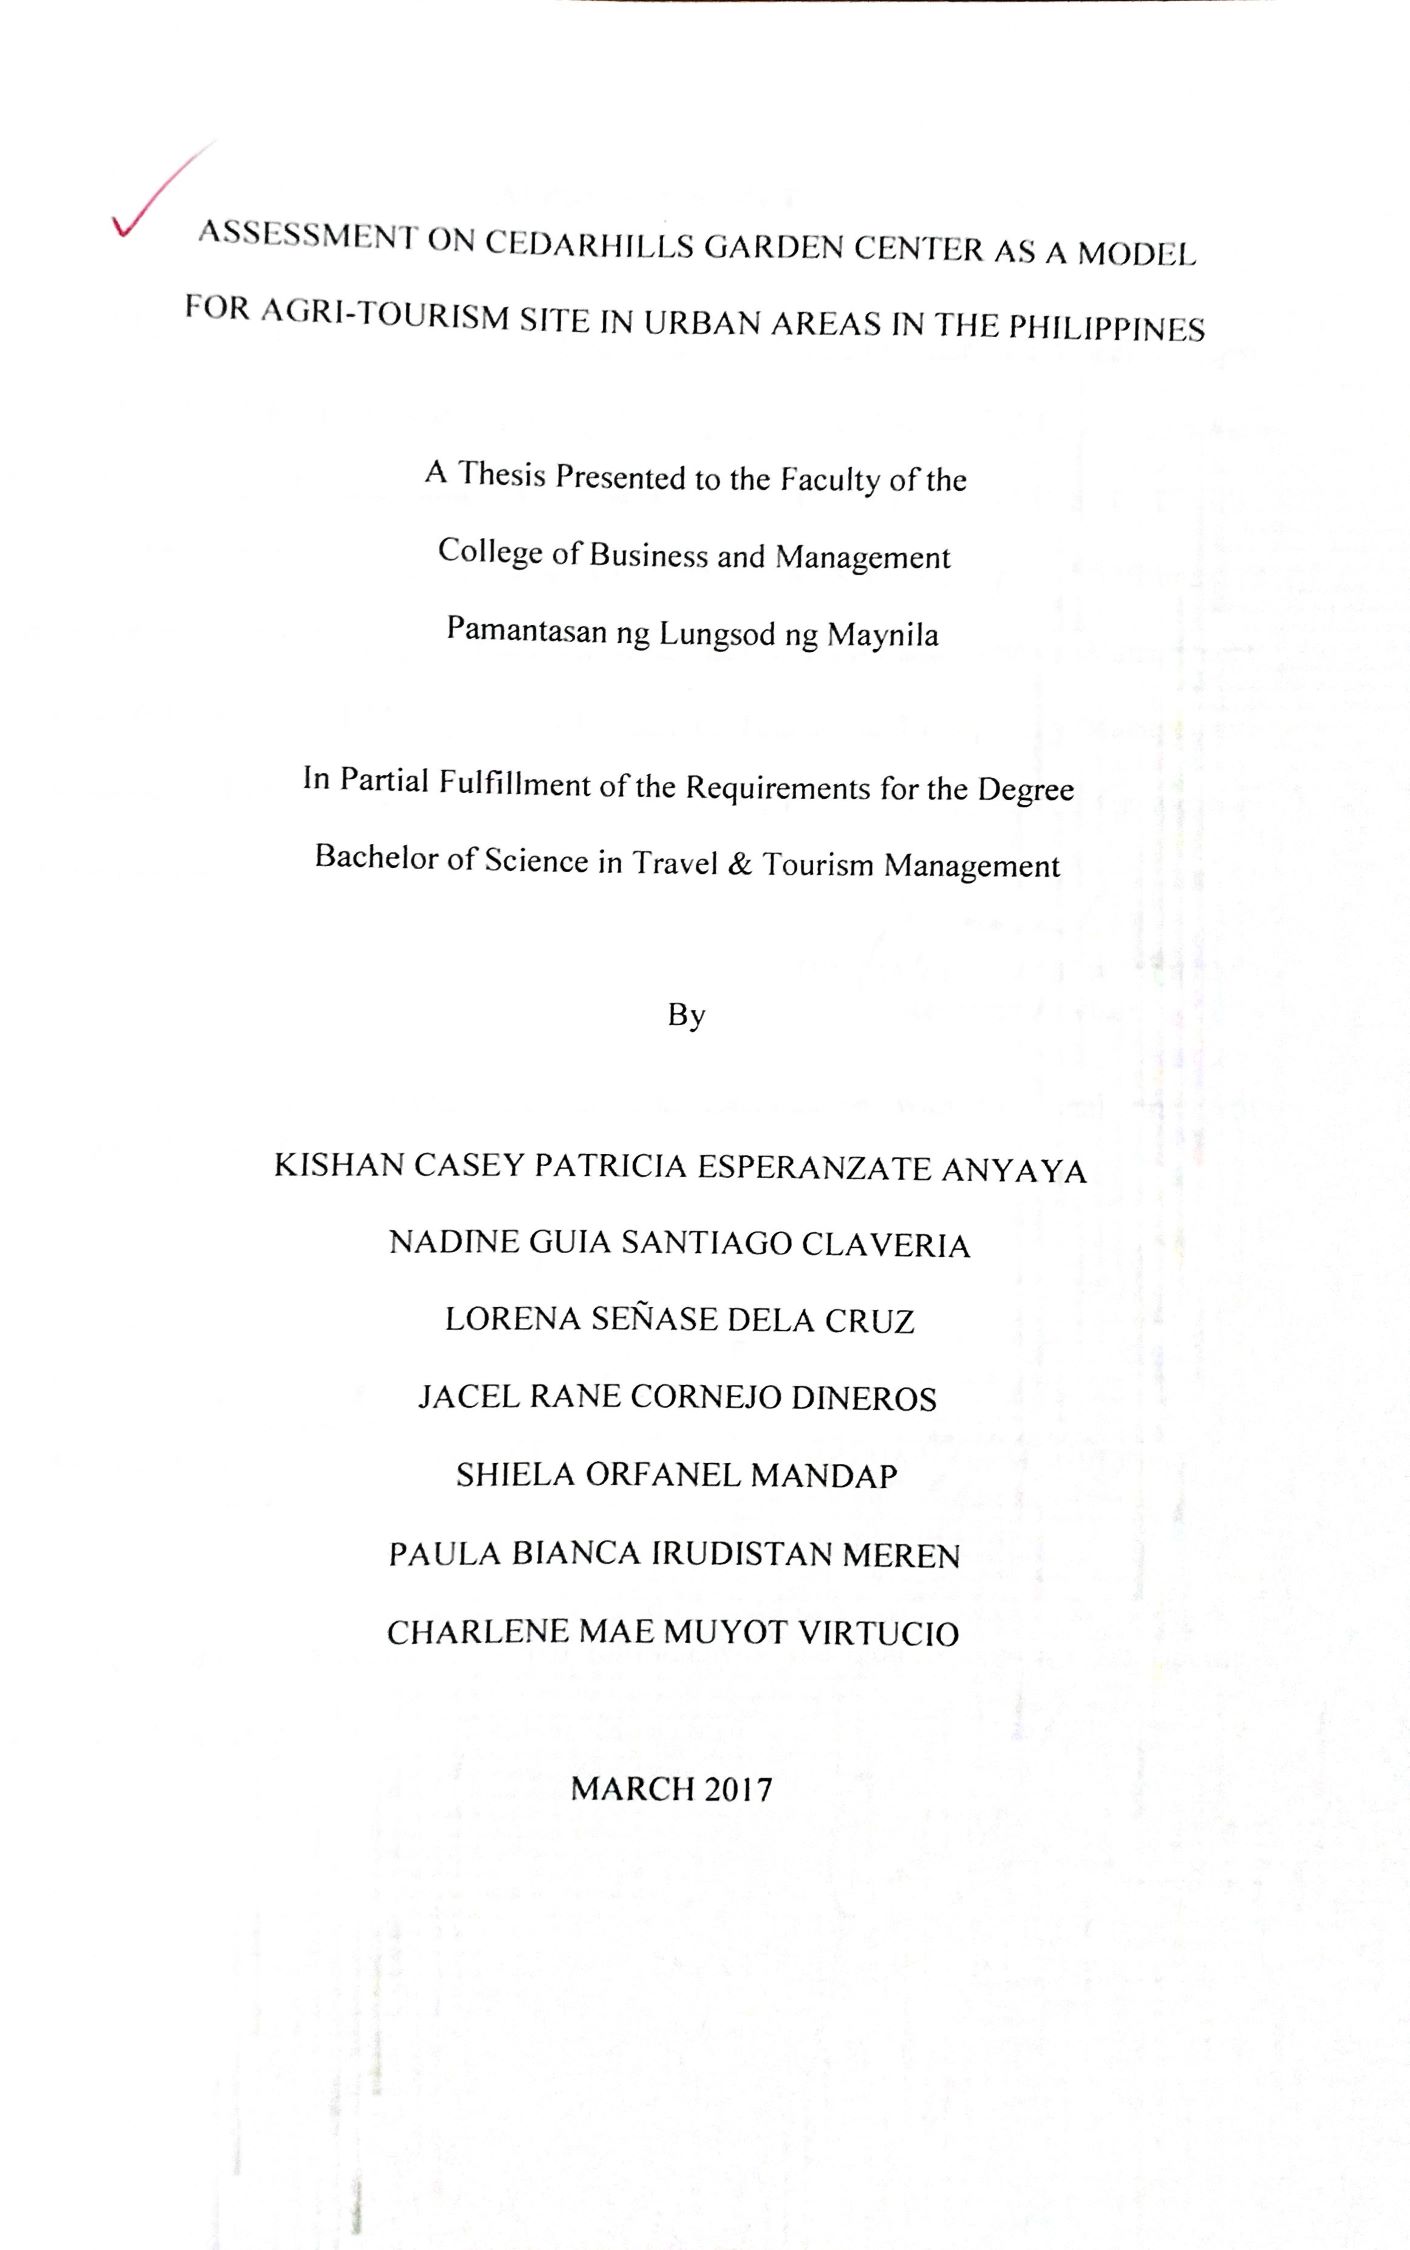 ASSESSMENT ON CEDARHILLS GARDEN CENTER AS A MODEL
FOR AGRI-TOURISM SITE IN URBAN AREAS IN THE PHILIPPINES
A Thesis Presented to the Faculty of the
College of Business and Management
Pamantasan ng Lungsod ng Maynila
In Partial Fulfillment of the Requirements for the Degree
Bachelor of Science in Travel & Tourism Management
By
KISHAN CASEY PATRICIA ESPERANZATE ANYAYA
NADINE GUIA SANTIAGO CLAVERIA
LORENA SEÑASE DELA CRUZ
JACEL RANE CORNEJO DINEROS
SHIELA ORFANEL MANDAP
PAULA BIANCA IRUDISTAN MEREN
CHARLENE MAE MUYOT VIRTUCIO
MARCH 2017